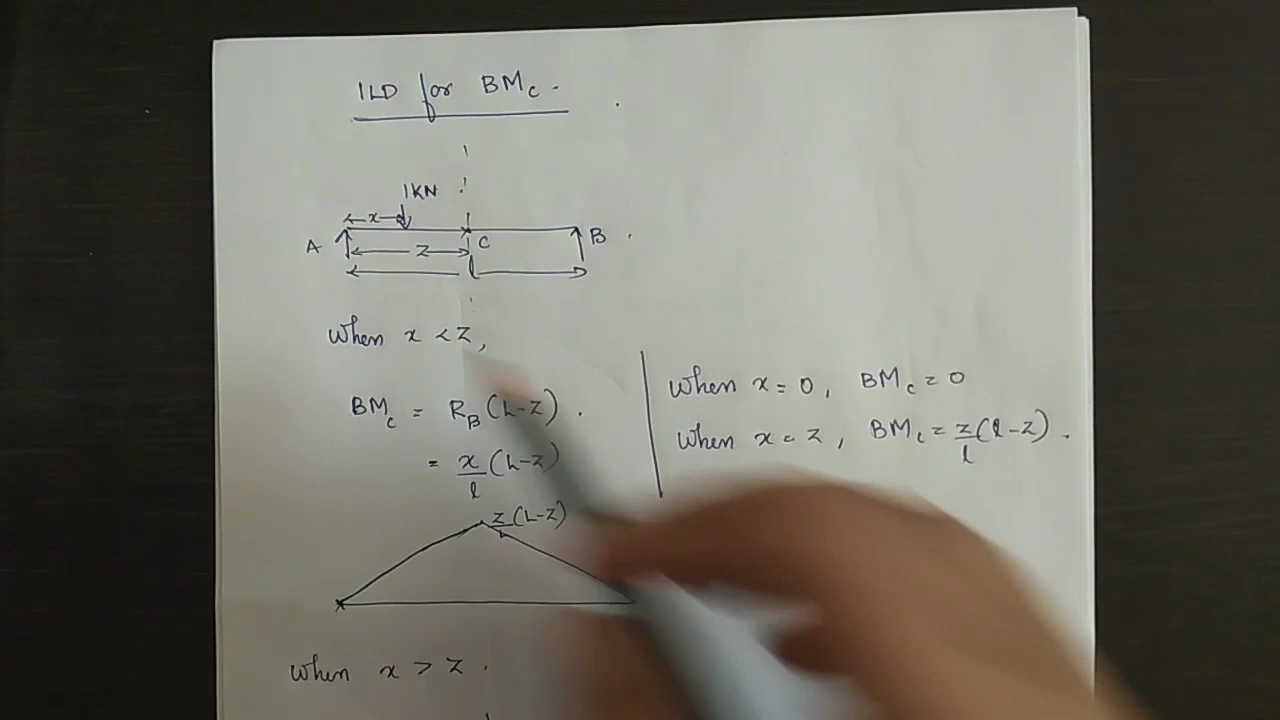 ILD for BMc.
1KN
x
A
B
z
C
l
When x < z,
BMc = RB (L-z).
= x/l (L-z)
When x = 0, BMc = 0
When x = z, BMc = z/l (l-z).
z/L (L-z)
When x > z.